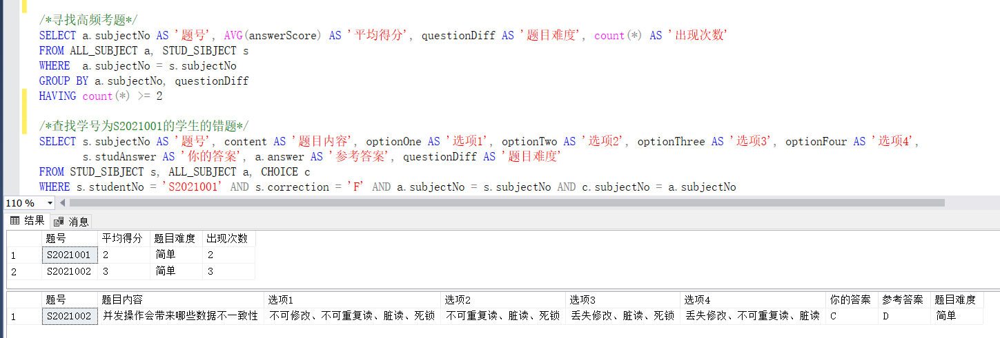 /*寻找高频考题*/
SELECT a.subjectNo AS '题号', AVG(answerScore) AS '平均得分', questionDiff AS '题目难度', count(*) AS '出现次数'
FROM ALL_SUBJECT a, STUD_SIBJECT s
WHERE  a.subjectNo = s.subjectNo
GROUP BY a.subjectNo, questionDiff
HAVING count(*) >= 2
/*查找学号为S2021001的学生的错题*/
SELECT s.subjectNo AS '题号', content AS '题目内容', optionOne AS '选项1', optionTwo AS '选项2', optionThree AS '选项3', optionFour AS '选项4',
s.studAnswer AS '你的答案', a.answer AS '参考答案', questionDiff AS '题目难度'
FROM STUD_SIBJECT s, ALL_SUBJECT a, CHOICE c
WHERE s.studentNo = 'S2021001' AND s.correction = 'F' AND a.subjectNo = s.subjectNo AND c.subjectNo = a.subjectNo
110 %
结果 消息
题号 平均得分 题目难度 出现次数
1 S2021001 2 简单 2
2 S2021002 3 简单 3
题号 题目内容 选项1 选项2 选项3 选项4 你的答案 参考答案 题目难度
1 S2021002 并发操作会带来哪些数据不一致性 不可修改、不可重复读、脏读、死锁 不可重复读、脏读、死锁 丢失修改、脏读、死锁 丢失修改、不可重复读、脏读 C D 简单